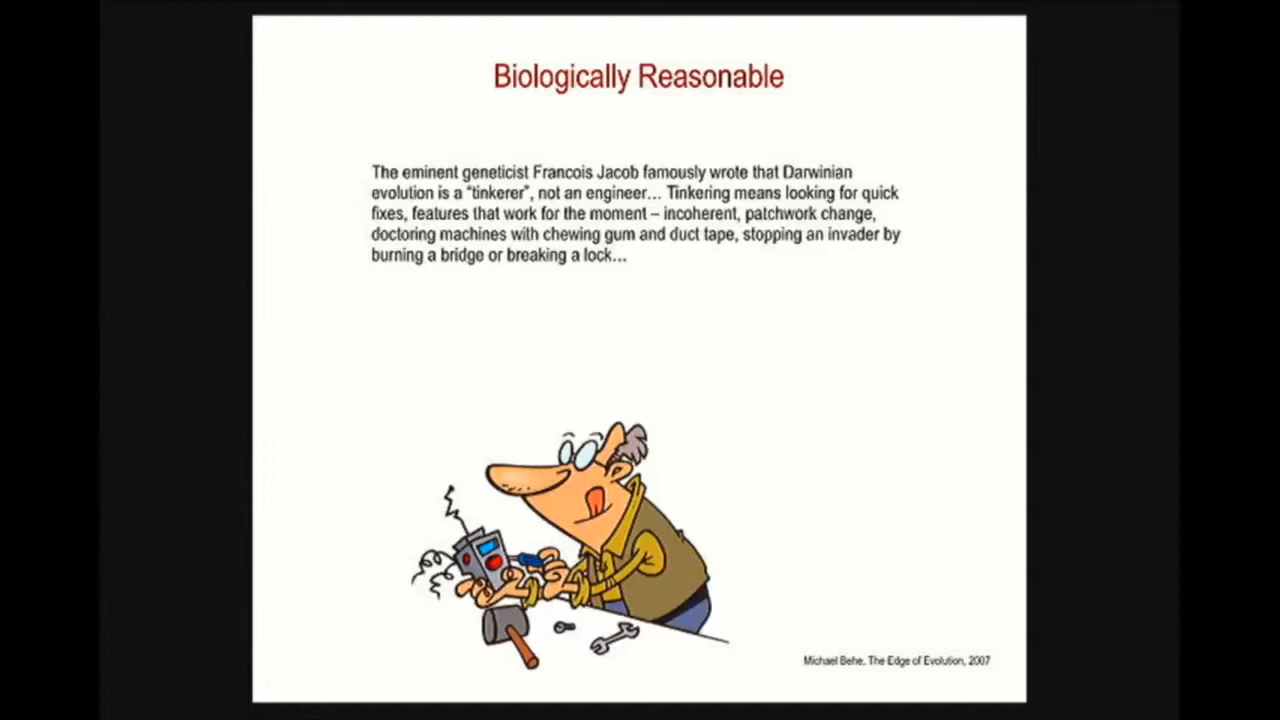 Biologically Reasonable
The eminent geneticist Francois Jacob famously wrote that Darwinian
evolution is a “tinkerer”, not an engineer... Tinkering means looking for quick
fixes, features that work for the moment – incoherent, patchwork change,
doctoring machines with chewing gum and duct tape, stopping an invader by
burning a bridge or breaking a lock...
Michael Behe, The Edge of Evolution, 2007